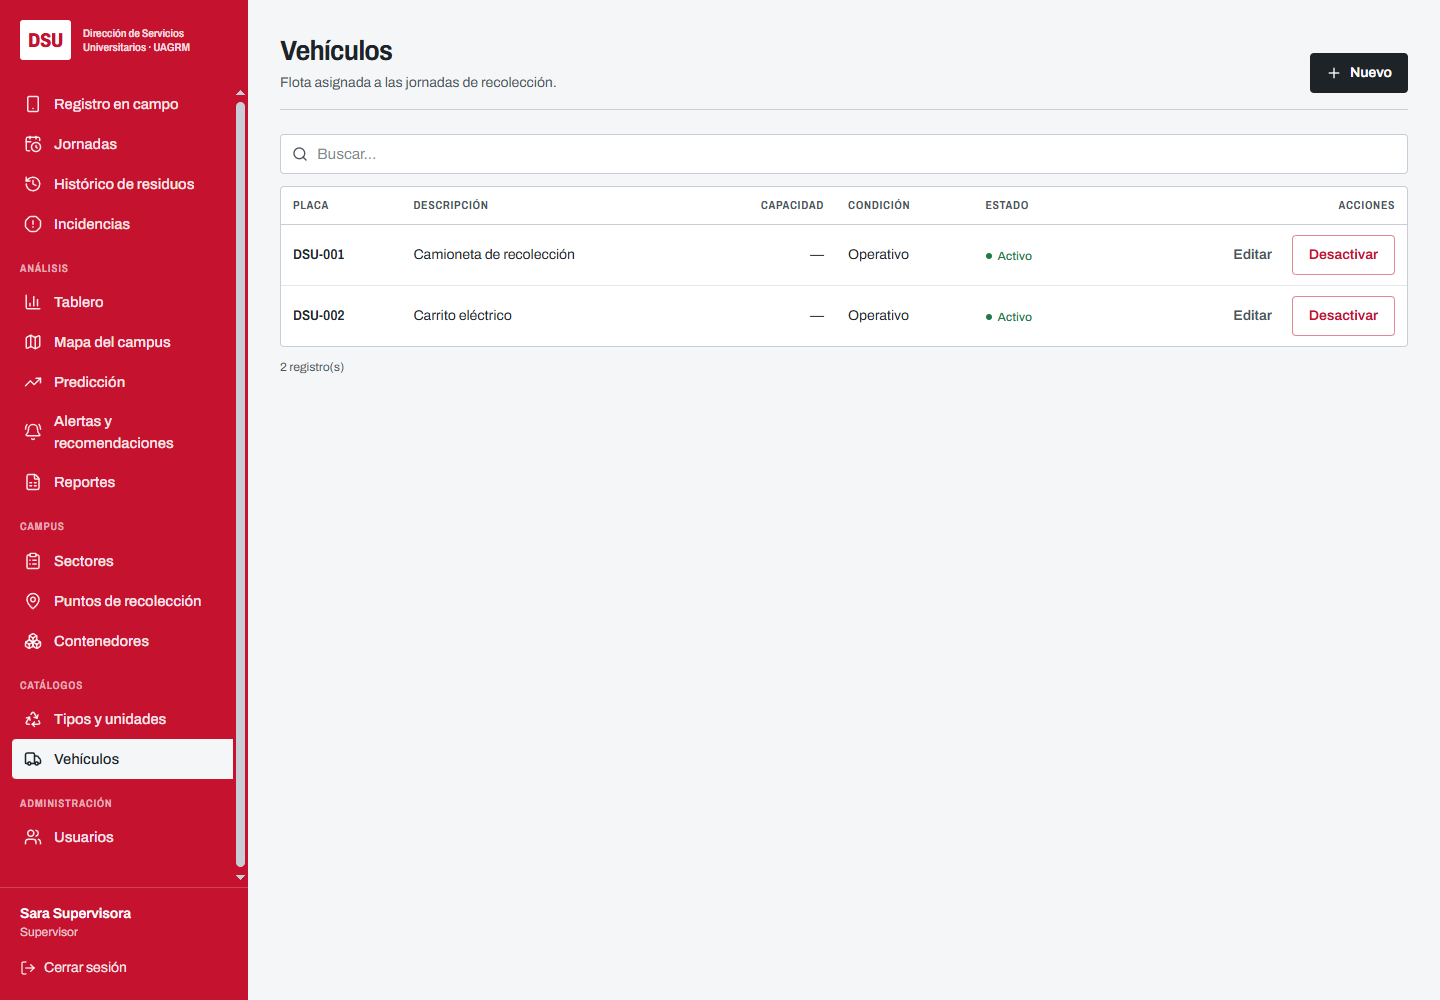 DSU
Dirección de Servicios
Universitarios · UAGRM
Registro en campo
Jornadas
Histórico de residuos
Incidencias
ANÁLISIS
Tablero
Mapa del campus
Predicción
Alertas y
recomendaciones
Reportes
CAMPUS
Sectores
Puntos de recolección
Contenedores
CATÁLOGOS
Tipos y unidades
Vehículos
ADMINISTRACIÓN
Usuarios
Sara Supervisora
Supervisor
Cerrar sesión
Vehículos
Flota asignada a las jornadas de recolección.
Nuevo
Buscar...
PLACA DESCRIPCIÓN CAPACIDAD CONDICIÓN ESTADO ACCIONES
DSU-001 Camioneta de recolección — Operativo Activo Editar Desactivar
DSU-002 Carrito eléctrico — Operativo Activo Editar Desactivar
2 registro(s)